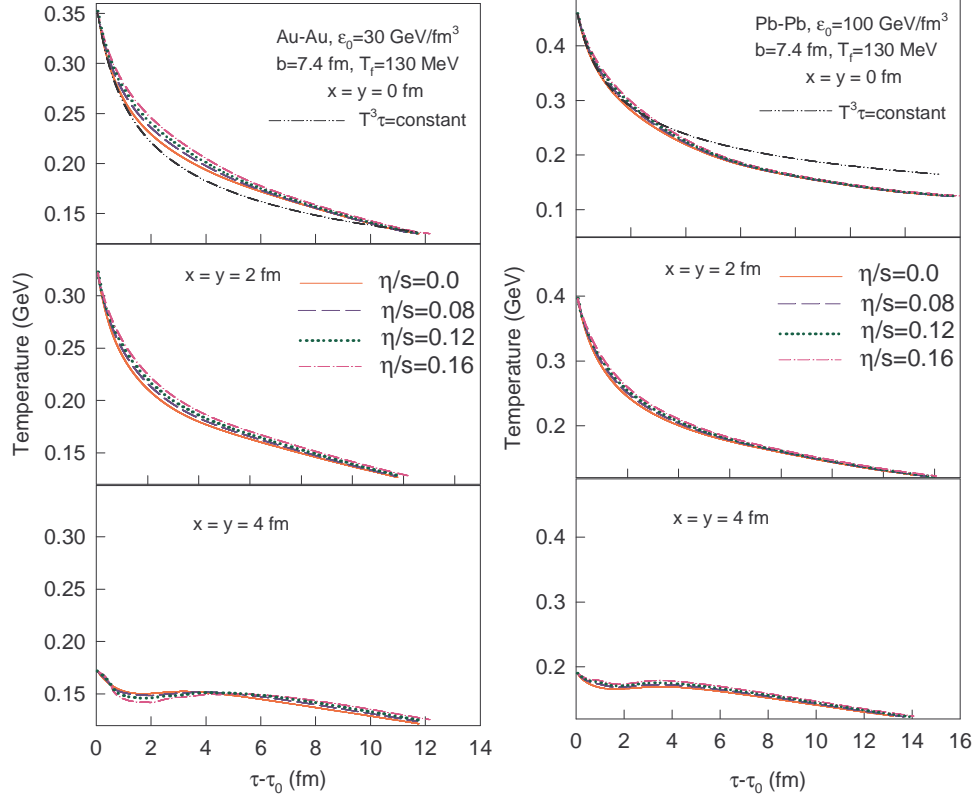 Au-Au, ε₀=30 GeV/fm³
b=7.4 fm, T_f=130 MeV
x = y = 0 fm
T³τ=constant
0.35
0.30
0.25
0.20
0.15
x = y = 2 fm
η/s=0.0
η/s=0.08
η/s=0.12
η/s=0.16
0.30
0.25
0.20
0.15
Temperature (GeV)
x = y = 4 fm
0.30
0.25
0.20
0.15
0 2 4 6 8 10 12 14
τ-τ₀ (fm)
Pb-Pb, ε₀=100 GeV/fm³
b=7.4 fm, T_f=130 MeV
x = y = 0 fm
T³τ=constant
0.4
0.3
0.2
0.1
x = y = 2 fm
η/s=0.0
η/s=0.08
η/s=0.12
η/s=0.16
0.4
0.3
0.2
Temperature (GeV)
x = y = 4 fm
0.4
0.3
0.2
0 2 4 6 8 10 12 14 16
τ-τ₀ (fm)